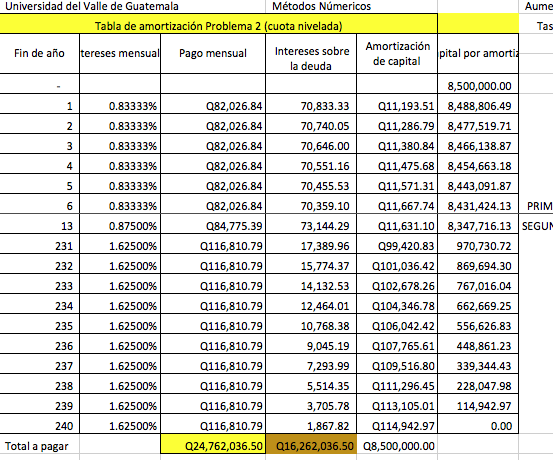 Universidad del Valle de Guatemala Métodos Númericos Aume
Tabla de amortización Problema 2 (cuota nivelada) Tas
Fin de año tereses mensual Pago mensual Intereses sobre la deuda Amortización de capital pital por amortiz
- 8,500,000.00
1 0.83333% Q82,026.84 70,833.33 Q11,193.51 8,488,806.49
2 0.83333% Q82,026.84 70,740.05 Q11,286.79 8,477,519.71
3 0.83333% Q82,026.84 70,646.00 Q11,380.84 8,466,138.87
4 0.83333% Q82,026.84 70,551.16 Q11,475.68 8,454,663.18
5 0.83333% Q82,026.84 70,455.53 Q11,571.31 8,443,091.87
6 0.83333% Q82,026.84 70,359.10 Q11,667.74 8,431,424.13 PRIM
13 0.87500% Q84,775.39 73,144.29 Q11,631.10 8,347,716.13 SEGUN
231 1.62500% Q116,810.79 17,389.96 Q99,420.83 970,730.72
232 1.62500% Q116,810.79 15,774.37 Q101,036.42 869,694.30
233 1.62500% Q116,810.79 14,132.53 Q102,678.26 767,016.04
234 1.62500% Q116,810.79 12,464.01 Q104,346.78 662,669.25
235 1.62500% Q116,810.79 10,768.38 Q106,042.42 556,626.83
236 1.62500% Q116,810.79 9,045.19 Q107,765.61 448,861.23
237 1.62500% Q116,810.79 7,293.99 Q109,516.80 339,344.43
238 1.62500% Q116,810.79 5,514.35 Q111,296.45 228,047.98
239 1.62500% Q116,810.79 3,705.78 Q113,105.01 114,942.97
240 1.62500% Q116,810.79 1,867.82 Q114,942.97 0.00
Total a pagar Q24,762,036.50 Q16,262,036.50 Q8,500,000.00